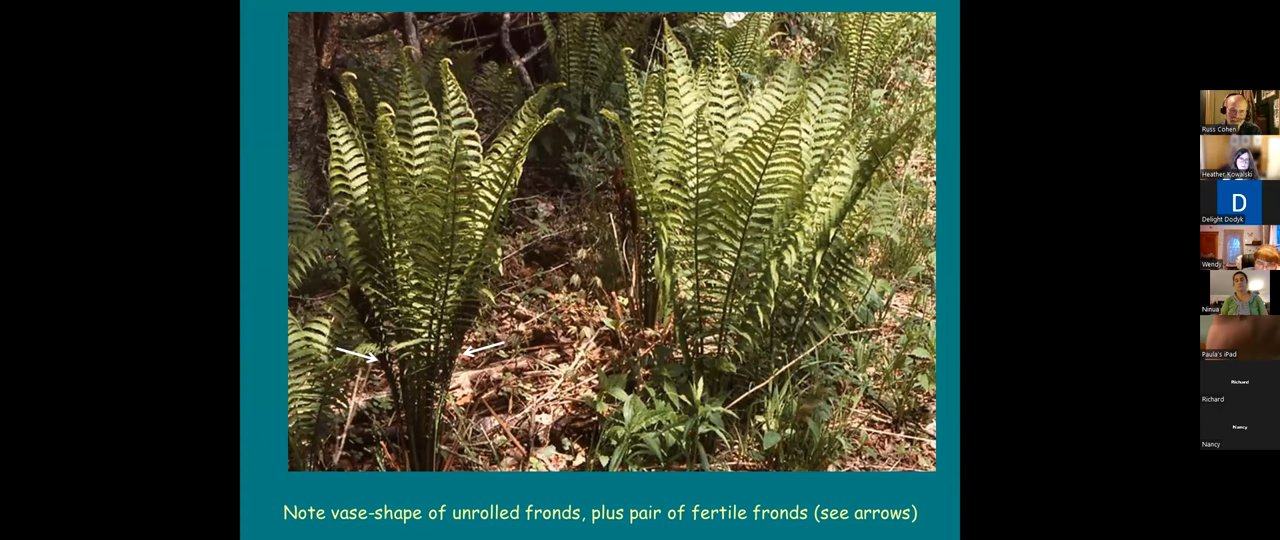 Note vase-shape of unrolled fronds, plus pair of fertile fronds (see arrows)
Russ Cohen
Heather Kowalski
D
Delight Dodyk
Wendy
Ninua
Paula's iPad
Richard
Richard
Nancy
Nancy